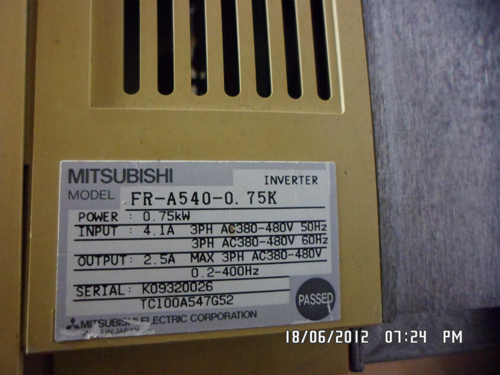 MITSUBISHI
INVERTER
MODEL FR-A540-0.75K
POWER : 0.75kW
INPUT : 4.1A 3PH AC380-480V 50Hz
3PH AC380-480V 60Hz
OUTPUT: 2.5A MAX 3PH AC380-480V
0.2-400Hz
SERIAL: K09320026
TC100A547G52
PASSED
MITSUBISHI ELECTRIC CORPORATION
IN JAPAN
18/06/2012 07:24 PM